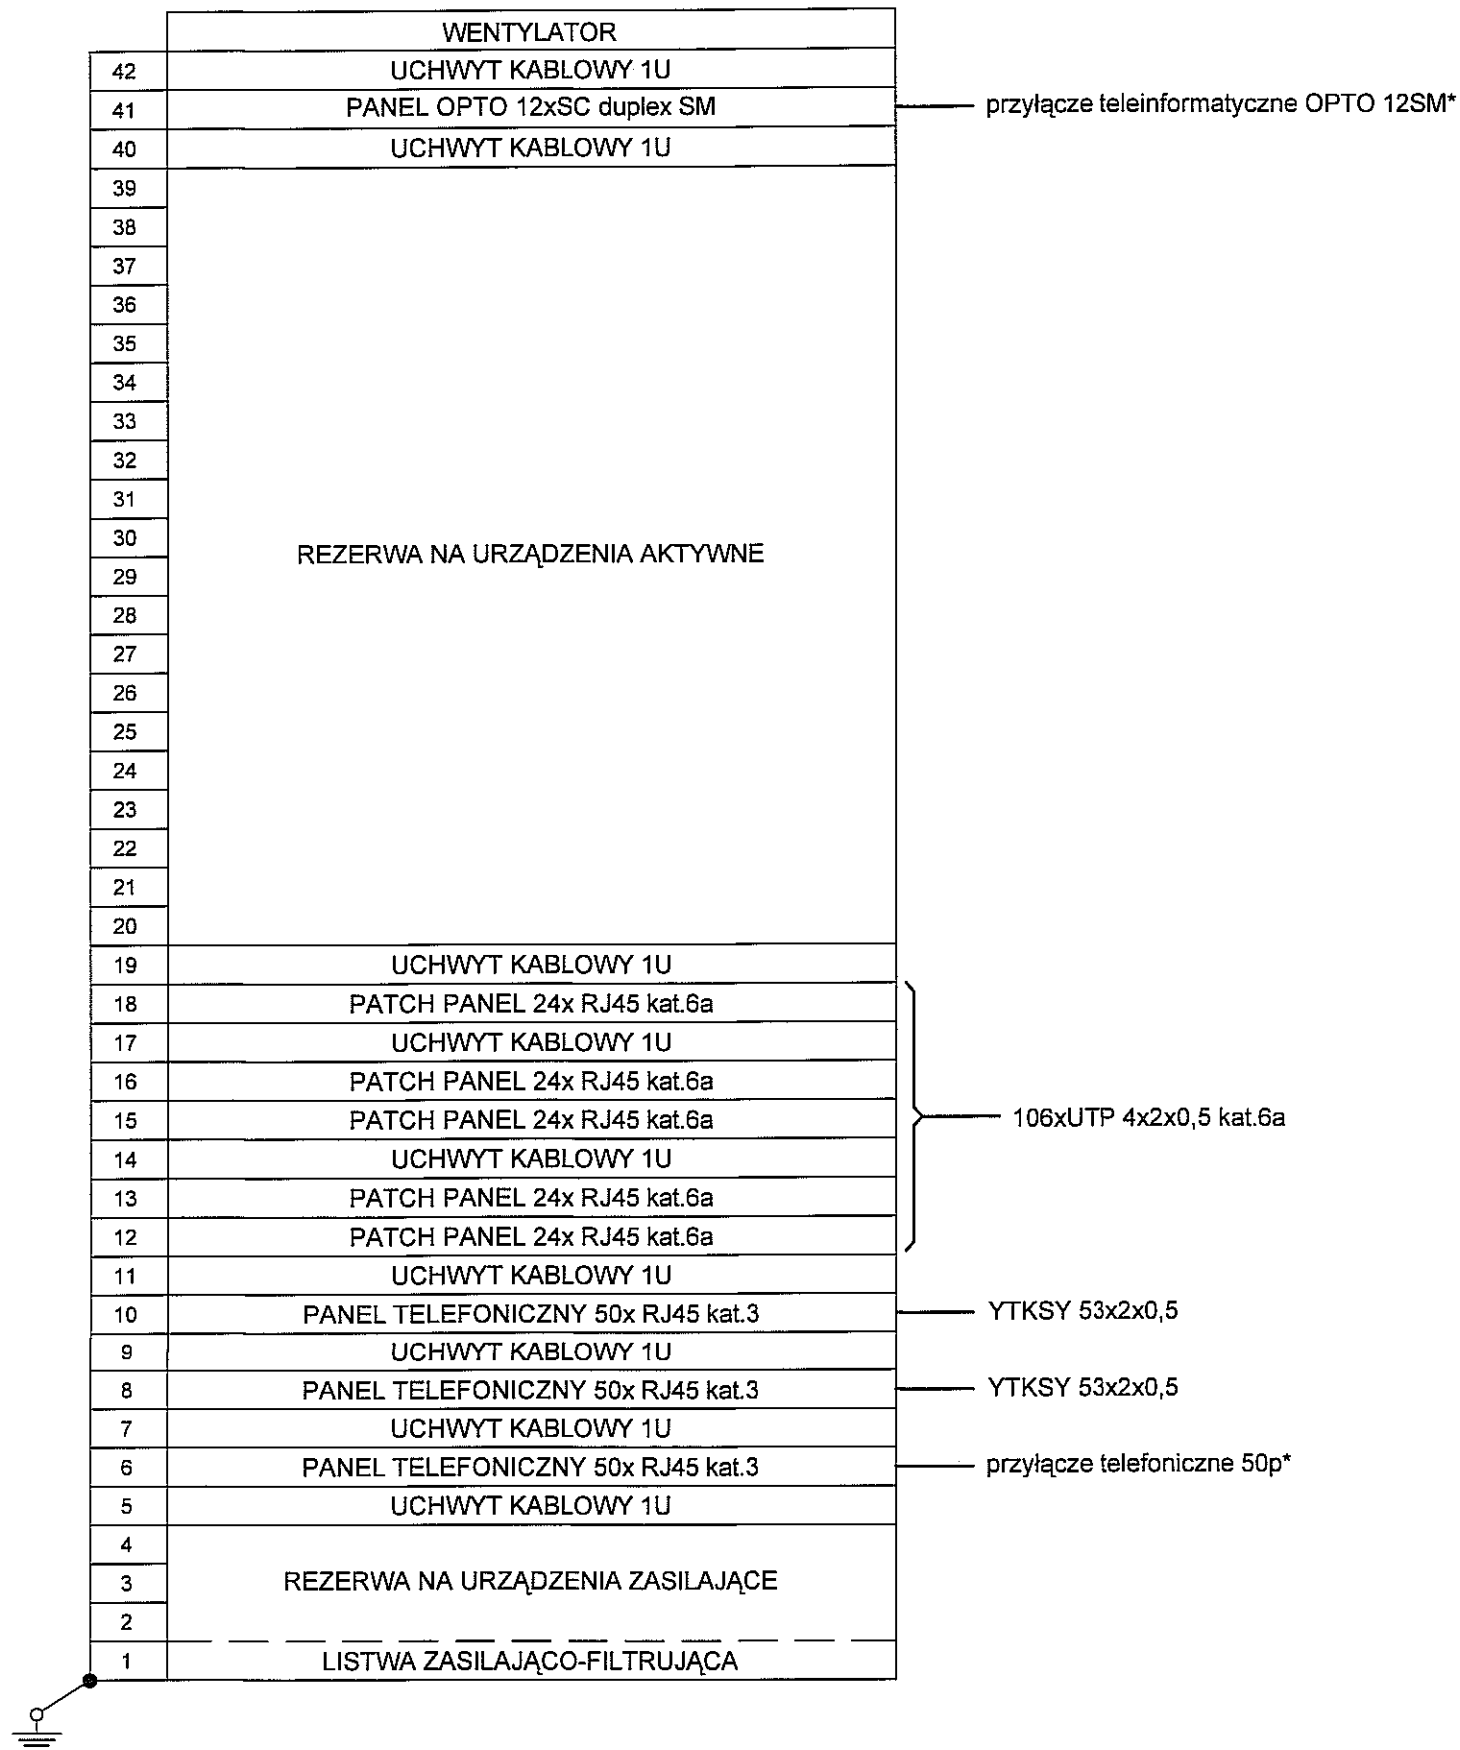 WENTYLATOR
42 UCHWYT KABLOWY 1U
41 PANEL OPTO 12xSC duplex SM przyłącze teleinformatyczne OPTO 12SM*
40 UCHWYT KABLOWY 1U
39
38
37
36
35
34
33
32
31
30
REZERWA NA URZĄDZENIA AKTYWNE
29
28
27
26
25
24
23
22
21
20
19 UCHWYT KABLOWY 1U
18 PATCH PANEL 24x RJ45 kat.6a
17 UCHWYT KABLOWY 1U
16 PATCH PANEL 24x RJ45 kat.6a
15 PATCH PANEL 24x RJ45 kat.6a 106xUTP 4x2x0,5 kat.6a
14 UCHWYT KABLOWY 1U
13 PATCH PANEL 24x RJ45 kat.6a
12 PATCH PANEL 24x RJ45 kat.6a
11 UCHWYT KABLOWY 1U
10 PANEL TELEFONICZNY 50x RJ45 kat.3 YTKSY 53x2x0,5
9 UCHWYT KABLOWY 1U
8 PANEL TELEFONICZNY 50x RJ45 kat.3 YTKSY 53x2x0,5
7 UCHWYT KABLOWY 1U
6 PANEL TELEFONICZNY 50x RJ45 kat.3 przyłącze telefoniczne 50p*
5 UCHWYT KABLOWY 1U
4
3 REZERWA NA URZĄDZENIA ZASILAJĄCE
2
1 LISTWA ZASILAJĄCO-FILTRUJĄCA